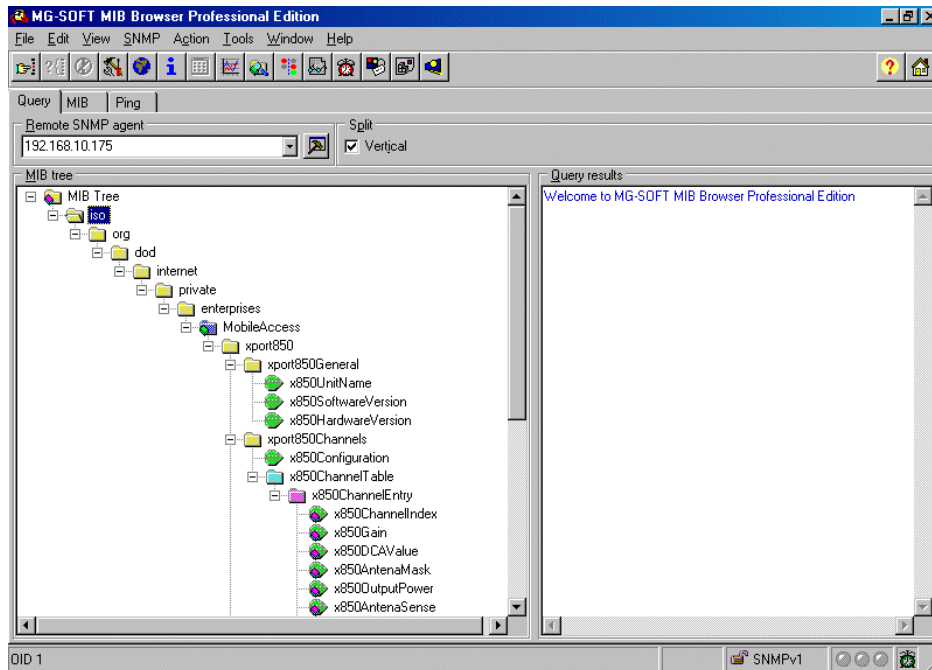 MG-SOFT MIB Browser Professional Edition
File Edit View SNMP Action Tools Window Help
Query MIB Ping
Remote SNMP agent
Split
192.168.10.175
Vertical
MIB tree
Query results
MIB Tree
Welcome to MG-SOFT MIB Browser Professional Edition
iso
org
dod
internet
private
enterprises
MobileAccess
xport850
xport850General
x850UnitName
x850SoftwareVersion
x850HardwareVersion
xport850Channels
x850Configuration
x850ChannelTable
x850ChannelEntry
x850ChannelIndex
x850Gain
x850DCAValue
x850AntenaMask
x850OutputPower
x850AntenaSense
OID 1
SNMPv1